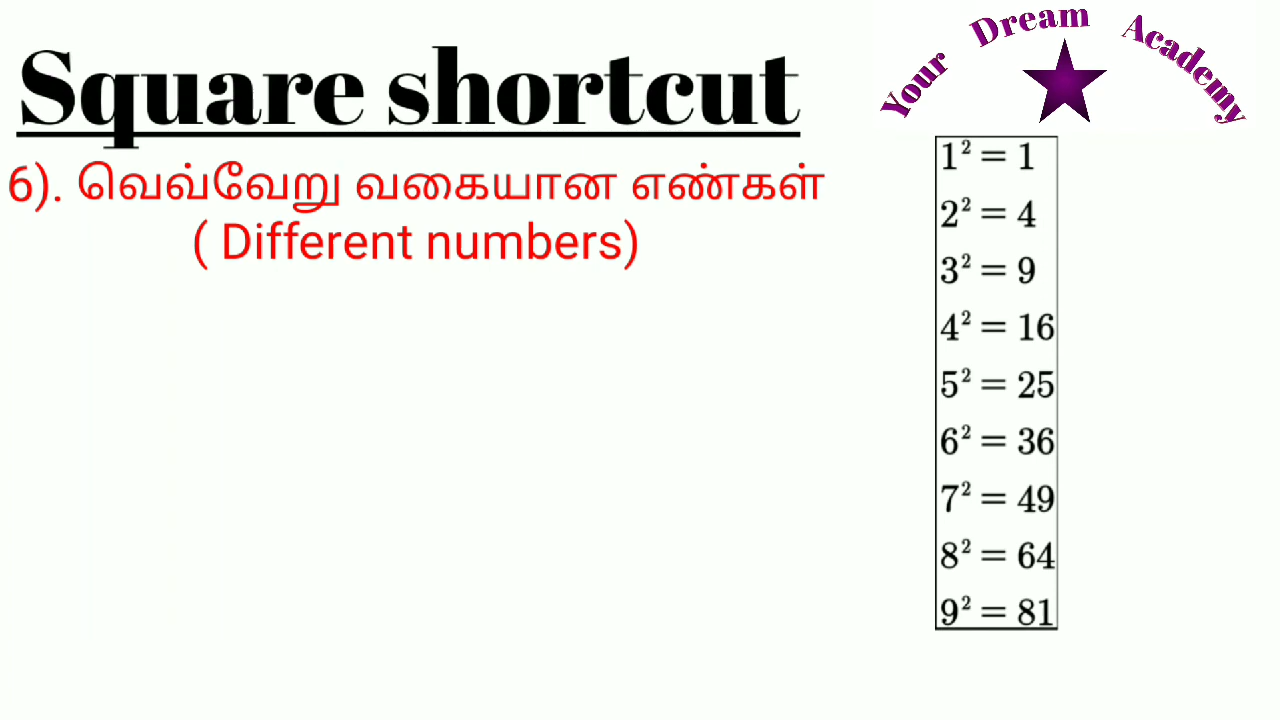 Square shortcut
Your Dream Academy
6). வெவ்வேறு வகையான எண்கள்
( Different numbers)
1² = 1
2² = 4
3² = 9
4² = 16
5² = 25
6² = 36
7² = 49
8² = 64
9² = 81